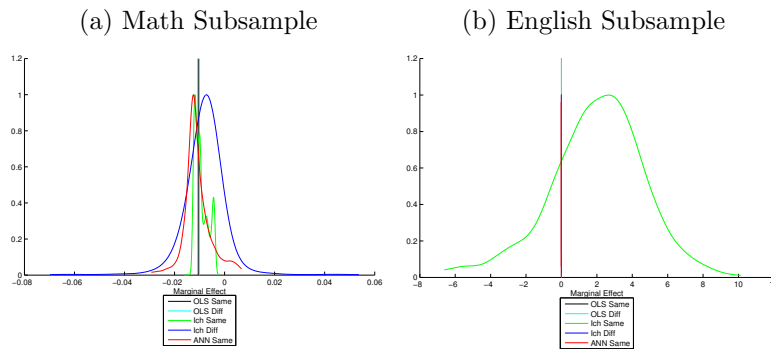 (a) Math Subsample
(b) English Subsample
1.2
1
0.8
0.6
0.4
0.2
0
−0.08
−0.06
−0.04
−0.02
0
0.02
0.04
0.06
Marginal Effect
OLS Same
OLS Diff
Ich Same
Ich Diff
ANN Same
1.2
1
0.8
0.6
0.4
0.2
0
−8
−6
−4
−2
0
2
4
6
8
10
12
Marginal Effect
OLS Same
OLS Diff
Ich Same
Ich Diff
ANN Same